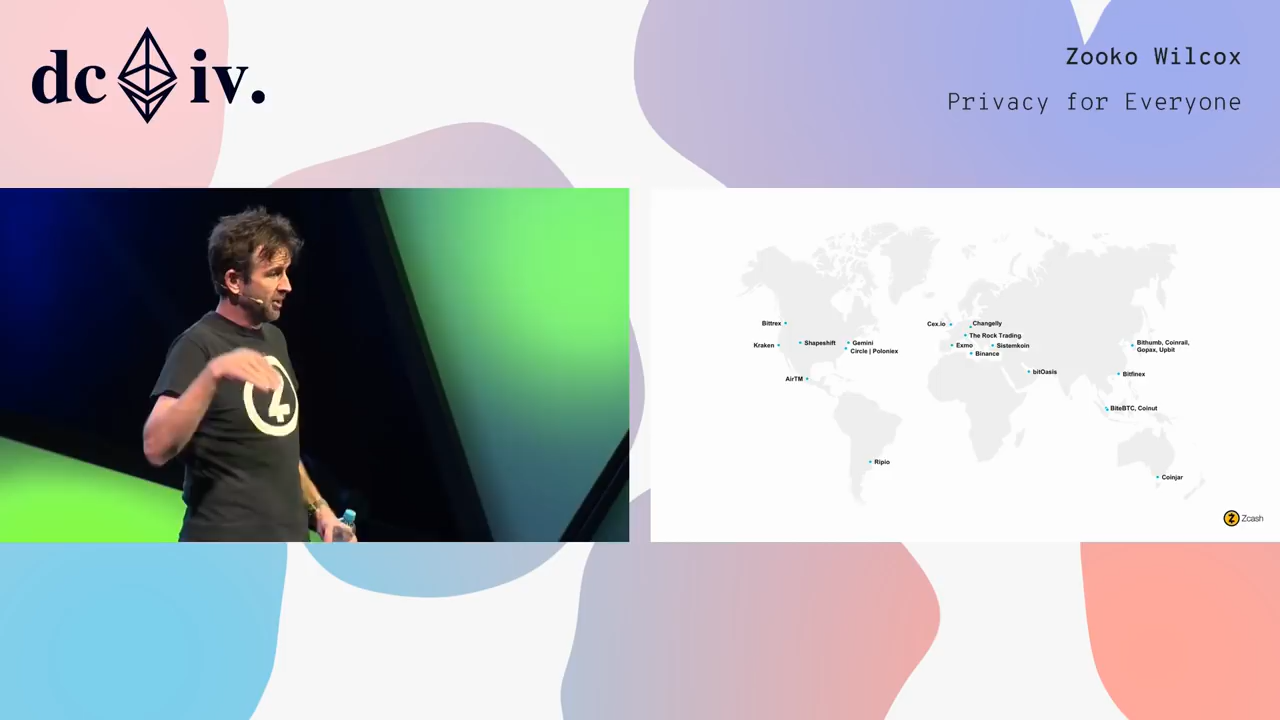 dc iv.
Zooko Wilcox
Privacy for Everyone
Bittrex
Kraken
Shapeshift
Gemini
Circle | Poloniex
AirTM
Ripio
Cex.io
Changelly
The Rock Trading
Exmo
Sistemkoin
Binance
bitOasis
Bithumb, Coinrail,
Gopax, Upbit
Bitfinex
BiteBTC, Coinut
Coinjar
Zcash